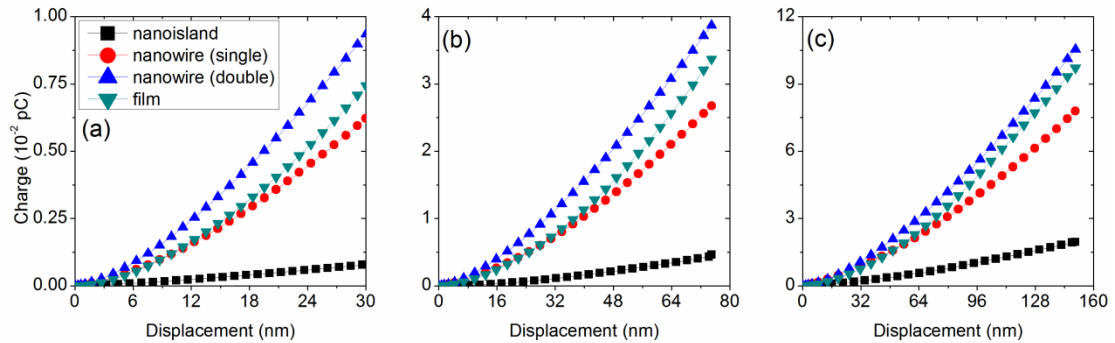 1.00
0.75
0.50
0.25
0.00
Charge (10⁻² pC)
nanoisland
nanowire (single)
nanowire (double)
film
(a)
0 6 12 18 24 30
Displacement (nm)
4
3
2
1
0
(b)
0 16 32 48 64 80
Displacement (nm)
12
9
6
3
0
(c)
0 32 64 96 128 160
Displacement (nm)